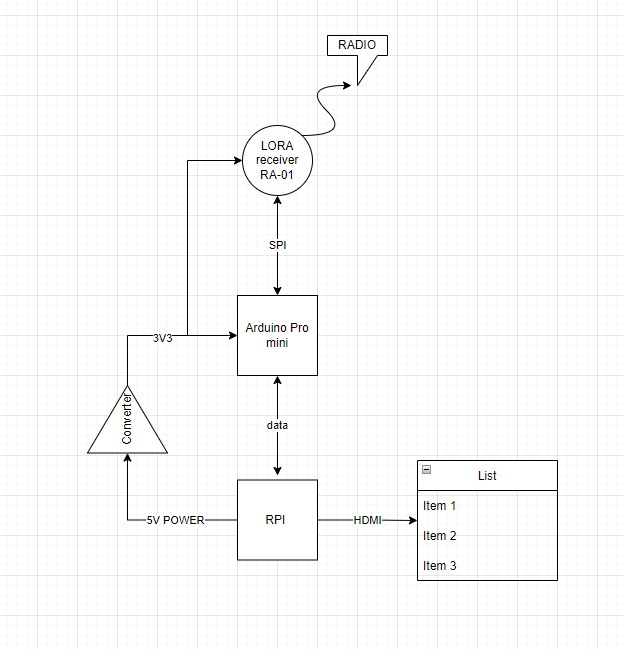 RADIO
LORA
receiver
RA-01
SPI
Arduino Pro
mini
3V3
Converter
data
List
Item 1
5V POWER
RPI
HDMI
Item 2
Item 3